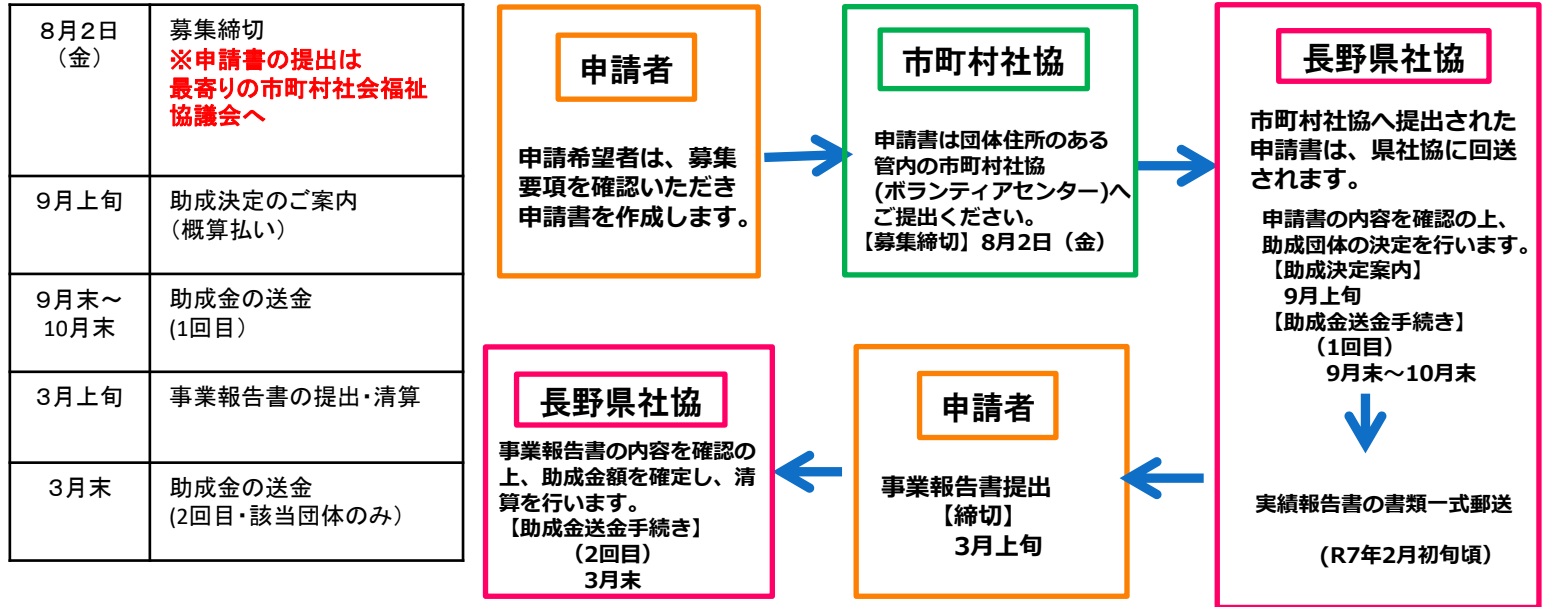 8月2日
(金)
募集締切
※申請書の提出は
最寄りの市町村社会福祉
協議会へ
9月上旬
助成決定のご案内
(概算払い)
9月末～
10月末
助成金の送金
(1回目)
3月上旬
事業報告書の提出・清算
3月末
助成金の送金
(2回目・該当団体のみ)
申請者
申請希望者は、募集
要項を確認いただき
申請書を作成します。
市町村社協
申請書は団体住所のある
管内の市町村社協
(ボランティアセンター)へ
ご提出ください。
【募集締切】8月2日（金）
長野県社協
市町村社協へ提出された
申請書は、県社協に回送
されます。
申請書の内容を確認の上、
助成団体の決定を行います。
【助成決定案内】
9月上旬
【助成金送金手続き】
（1回目）
9月末～10月末
実績報告書の書類一式郵送
(R7年2月初旬頃）
申請者
事業報告書提出
【締切】
3月上旬
長野県社協
事業報告書の内容を確認の
上、助成金額を確定し、清
算を行います。
【助成金送金手続き】
（2回目）
3月末